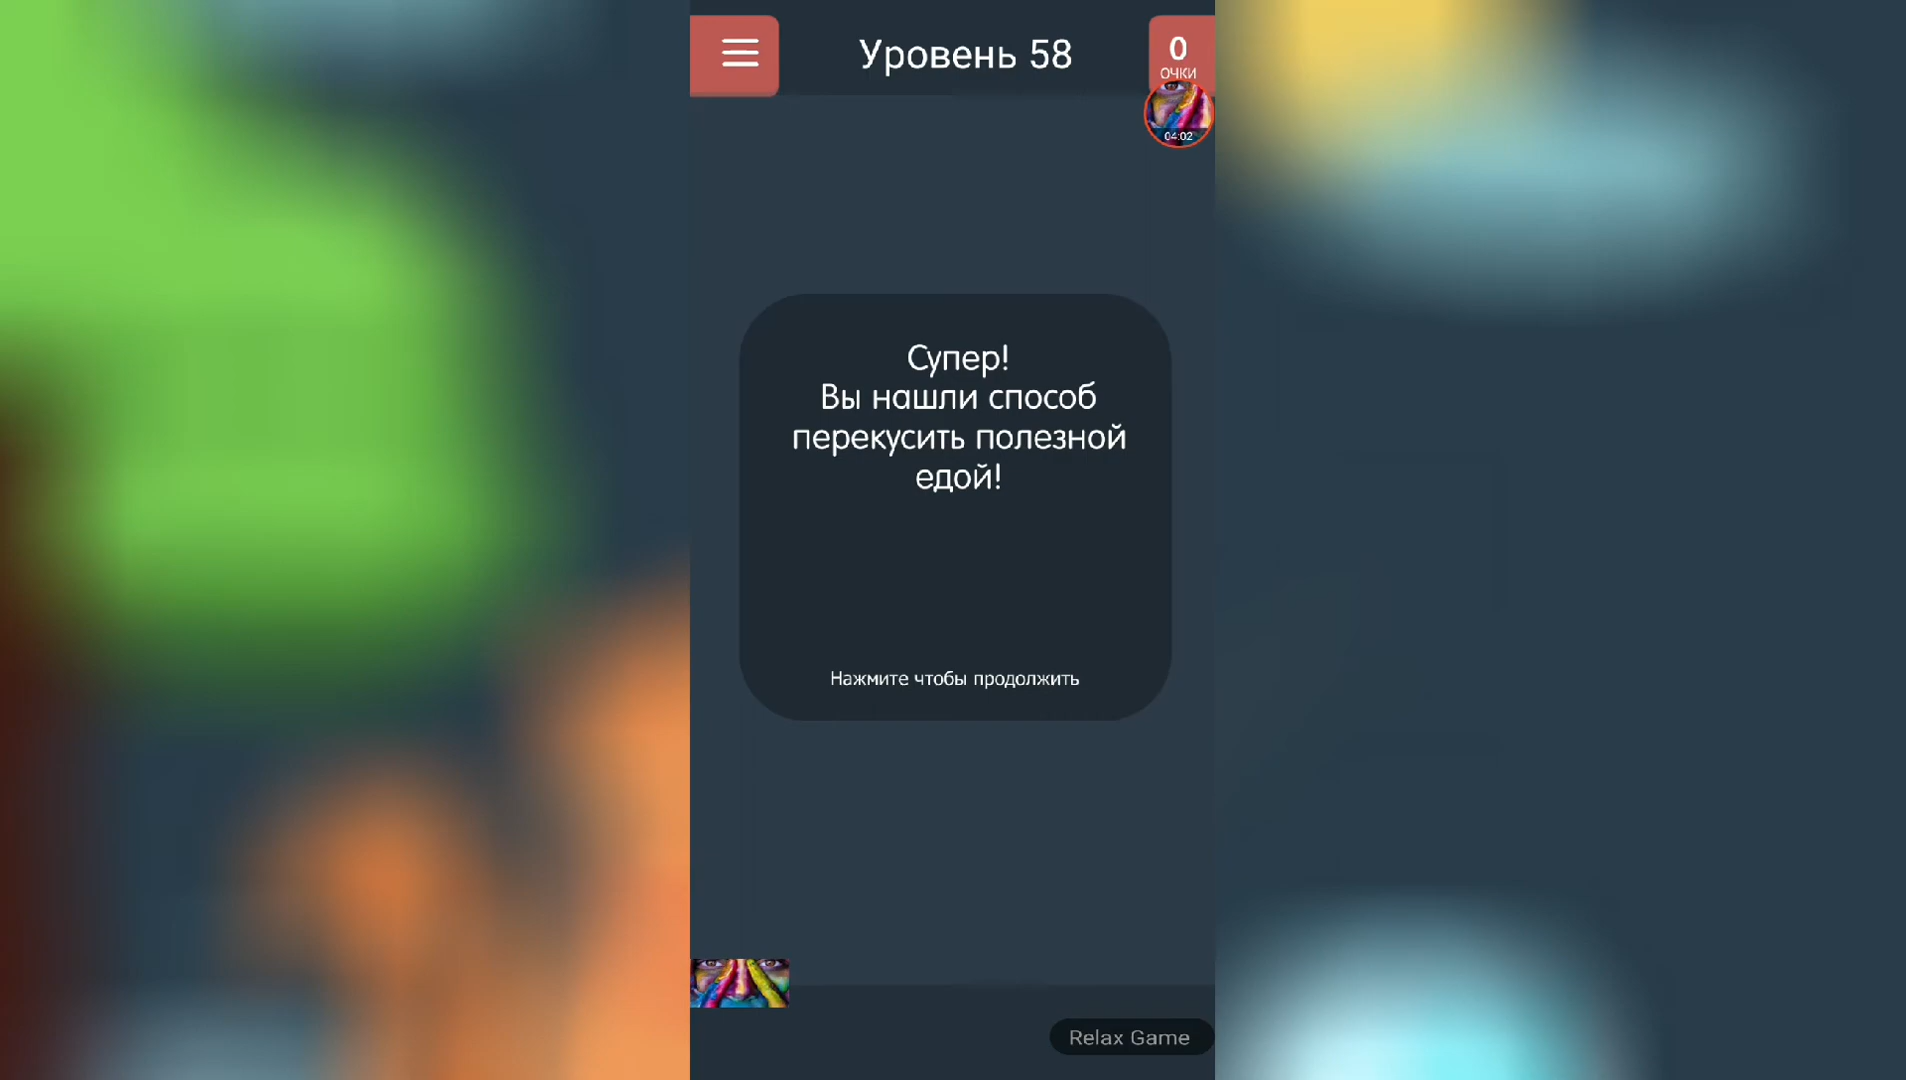 Уровень 58
0
ОЧКИ
04:02
Супер!
Вы нашли способ
перекусить полезной
едой!
Нажмите чтобы продолжить
Relax Game